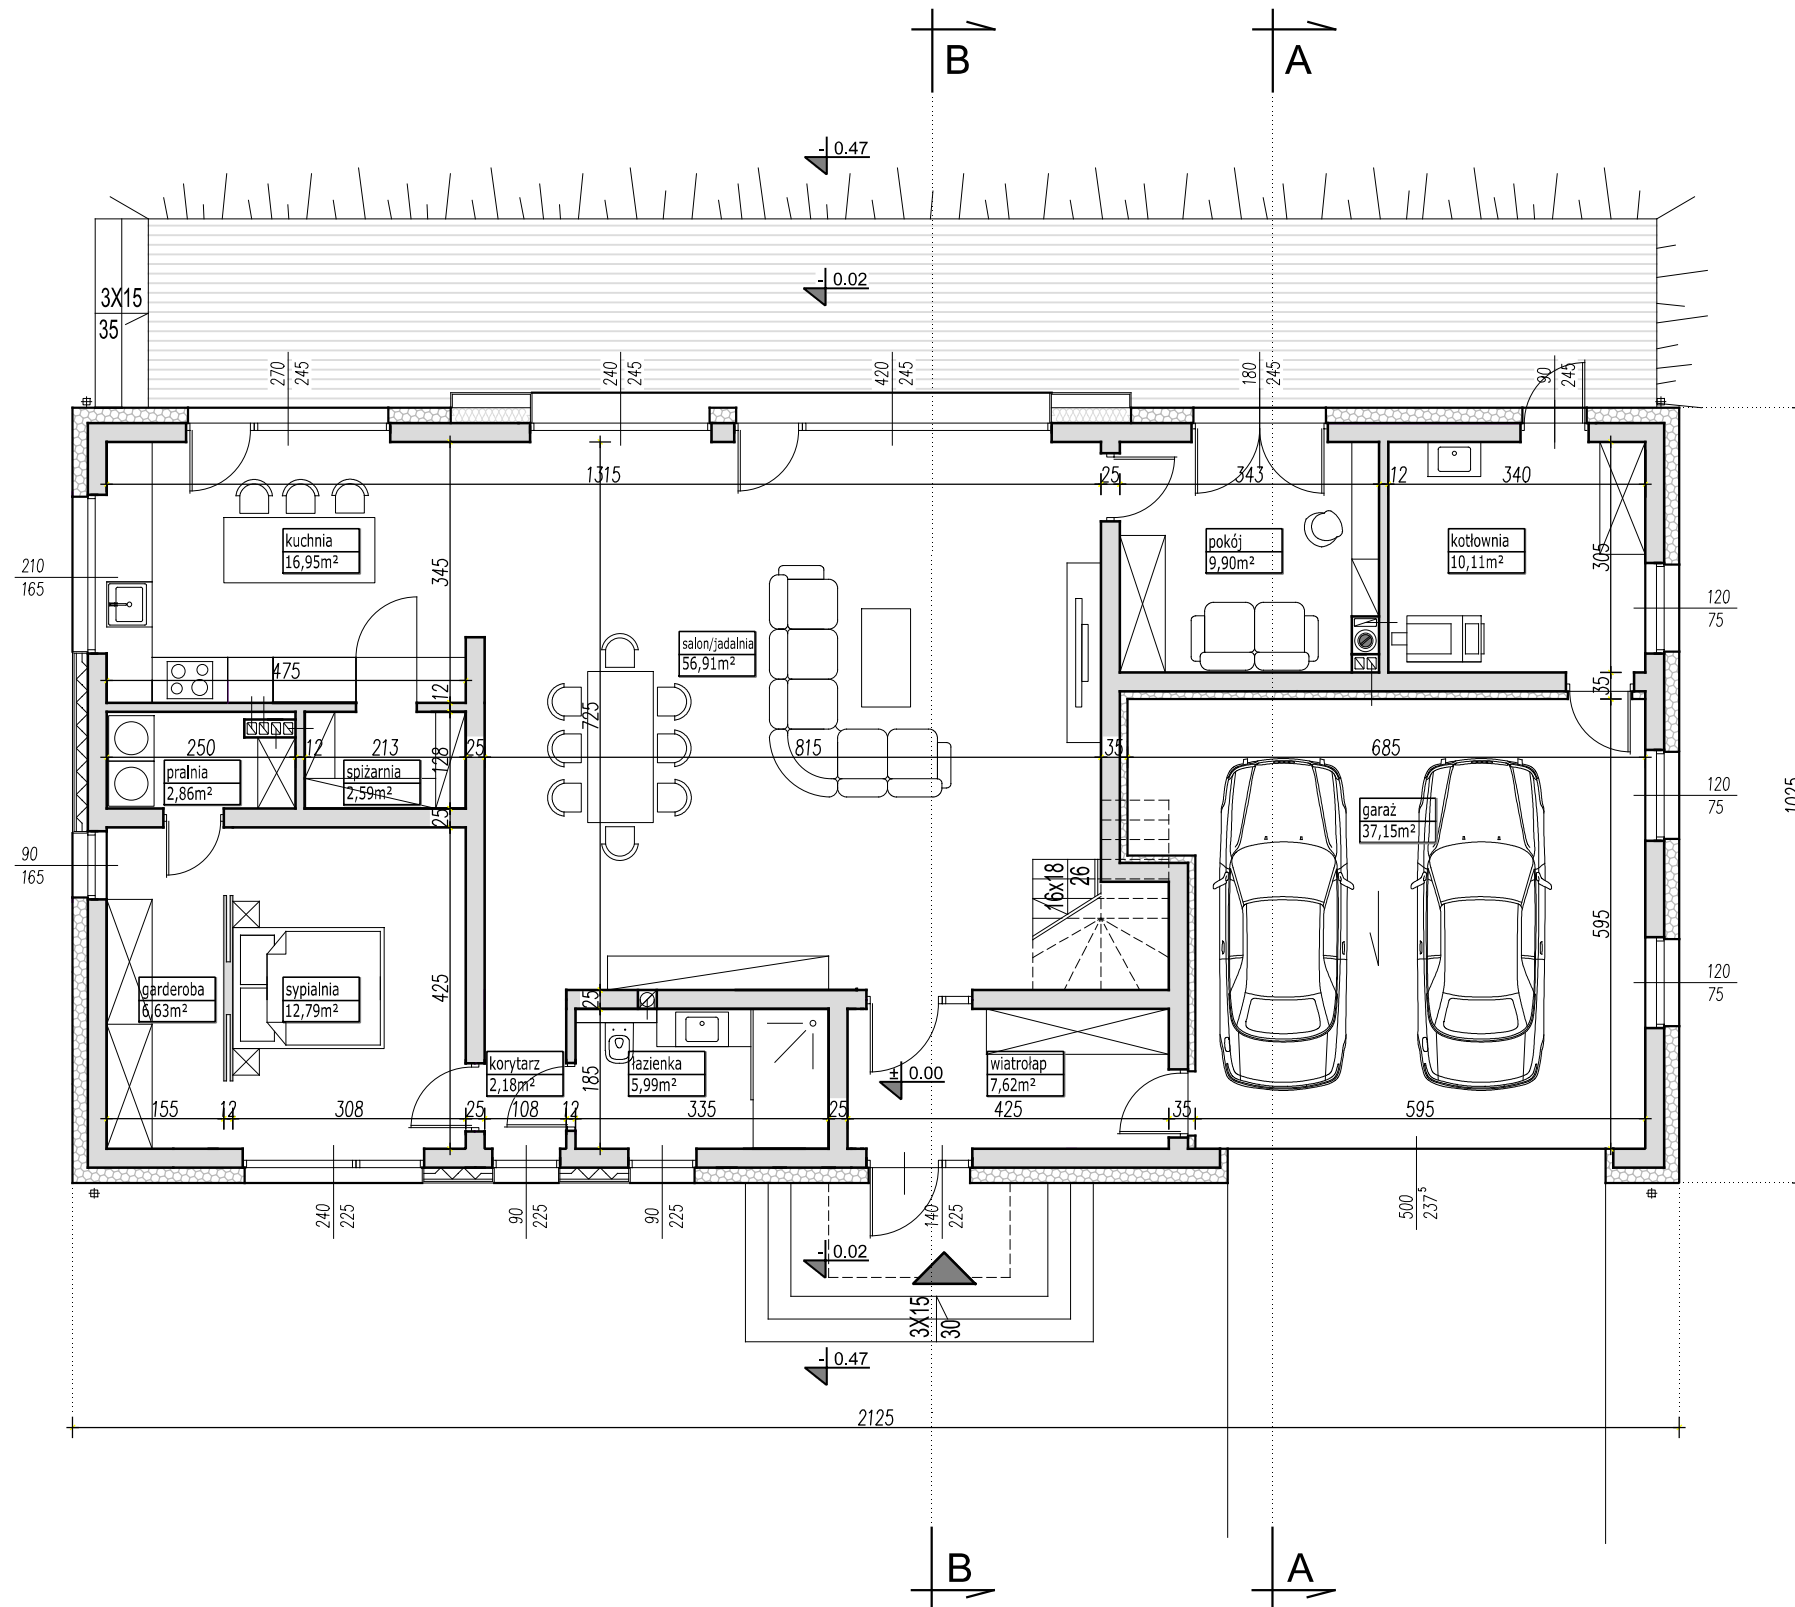 B
A
- 0.47
- 0.02
3X15
35
270
245
240
245
420
245
180
245
90
245
1315
25
343
12
340
kuchnia
16,95m²
pokój
9,90m²
kotłownia
10,11m²
210
165
345
305
120
75
salon/jadalnia
56,91m²
475
12
35
725
250
12
213
25
815
35
685
128
pralnia
2,86m²
spiżarnia
2,59m²
120
75
garaż
37,15m²
1025
25
90
165
16x18
26
595
425
garderoba
6,63m²
sypialnia
12,79m²
25
120
75
korytarz
2,18m²
łazienka
5,99m²
185
± 0.00
wiatrołap
7,62m²
155
12
308
25
108
12
335
25
425
35
595
240
225
90
225
90
225
140
225
500
237⁵
- 0.02
3X15
30
- 0.47
2125
B
A